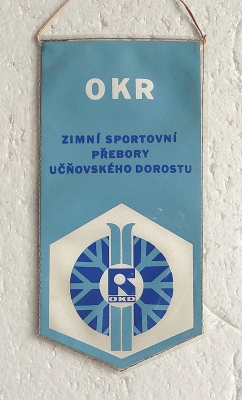 OKR
ZIMNÍ SPORTOVNÍ
PŘEBORY
UČŇOVSKÉHO DOROSTU
OKD